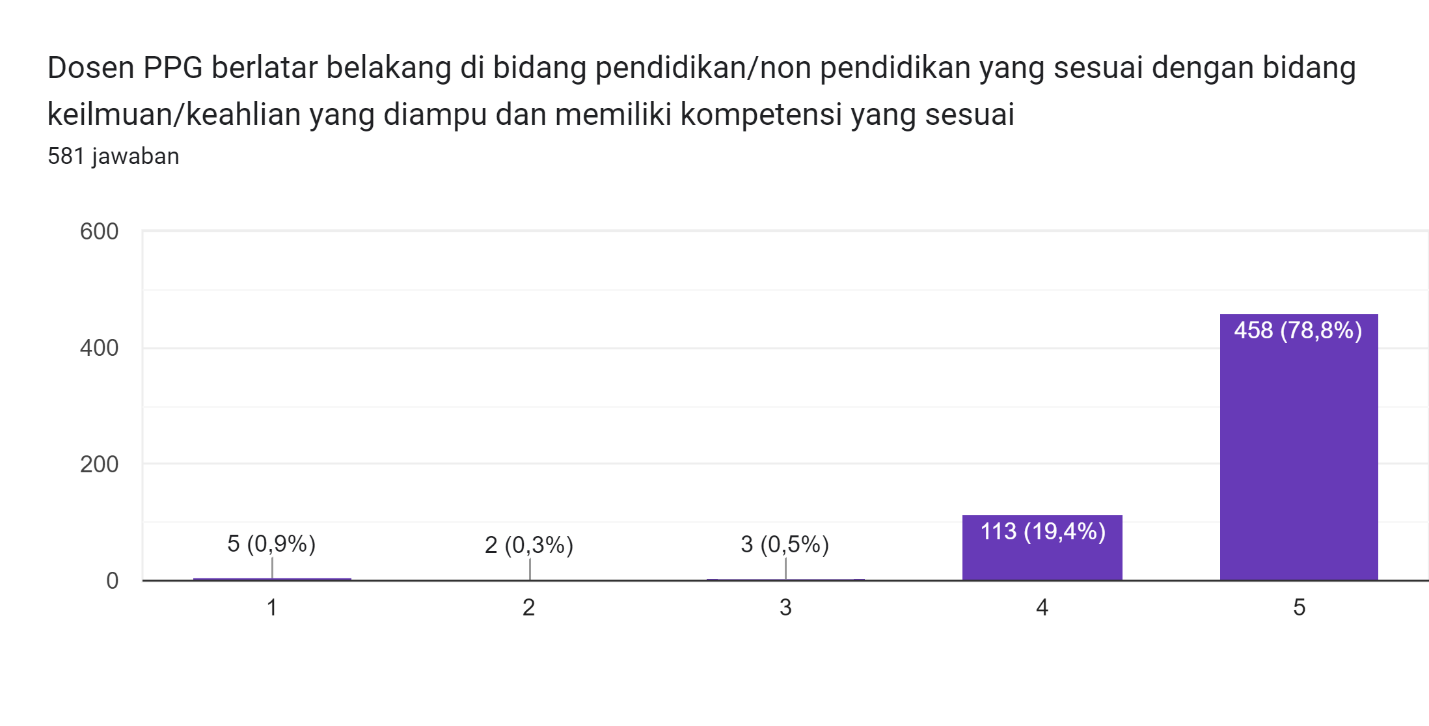 Dosen PPG berlatar belakang di bidang pendidikan/non pendidikan yang sesuai dengan bidang
keilmuan/keahlian yang diampu dan memiliki kompetensi yang sesuai
581 jawaban
600
400
200
0
5 (0,9%)
2 (0,3%)
3 (0,5%)
113 (19,4%)
458 (78,8%)
1 2 3 4 5